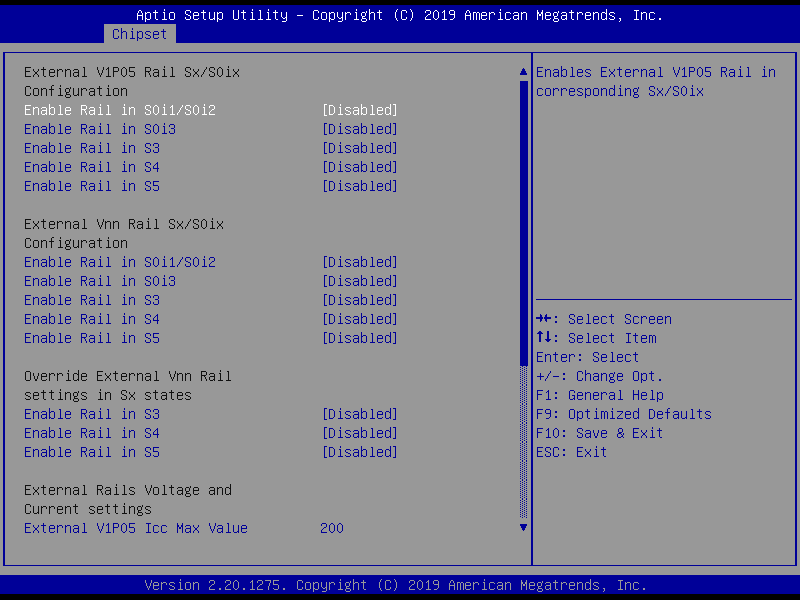 Aptio Setup Utility – Copyright (C) 2019 American Megatrends, Inc.
Chipset
External V1P05 Rail Sx/S0ix
Configuration
Enable Rail in S0i1/S0i2 [Disabled]
Enable Rail in S0i3 [Disabled]
Enable Rail in S3 [Disabled]
Enable Rail in S4 [Disabled]
Enable Rail in S5 [Disabled]
External Vnn Rail Sx/S0ix
Configuration
Enable Rail in S0i1/S0i2 [Disabled]
Enable Rail in S0i3 [Disabled]
Enable Rail in S3 [Disabled]
Enable Rail in S4 [Disabled]
Enable Rail in S5 [Disabled]
Override External Vnn Rail
settings in Sx states
Enable Rail in S3 [Disabled]
Enable Rail in S4 [Disabled]
Enable Rail in S5 [Disabled]
External Rails Voltage and
Current settings
External V1P05 Icc Max Value 200
Enables External V1P05 Rail in
corresponding Sx/S0ix
→←: Select Screen
↑↓: Select Item
Enter: Select
+/-: Change Opt.
F1: General Help
F9: Optimized Defaults
F10: Save & Exit
ESC: Exit
Version 2.20.1275. Copyright (C) 2019 American Megatrends, Inc.